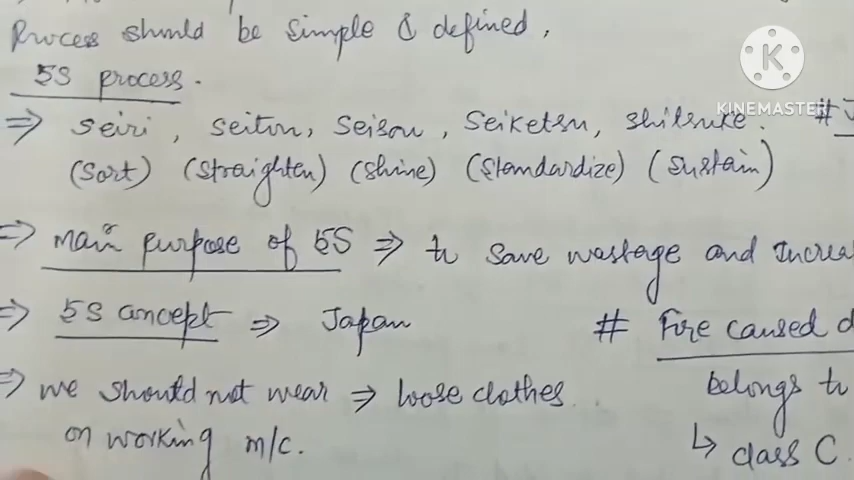 Process should be simple & defined,
5S process.
⇒ Seiri, Seiton, Seisou, Seiketsu, Shitsuke. #
(Sort) (Straighten) (Shine) (Standardize) (Sustain)
⇒ main purpose of 5S ⇒ to save wastage and Increa
⇒ 5S concept ⇒ Japan
# Fire caused d
⇒ we should not wear ⇒ loose clothes
on working m/c.
belongs to
↳ class C
K
KINEMASTER